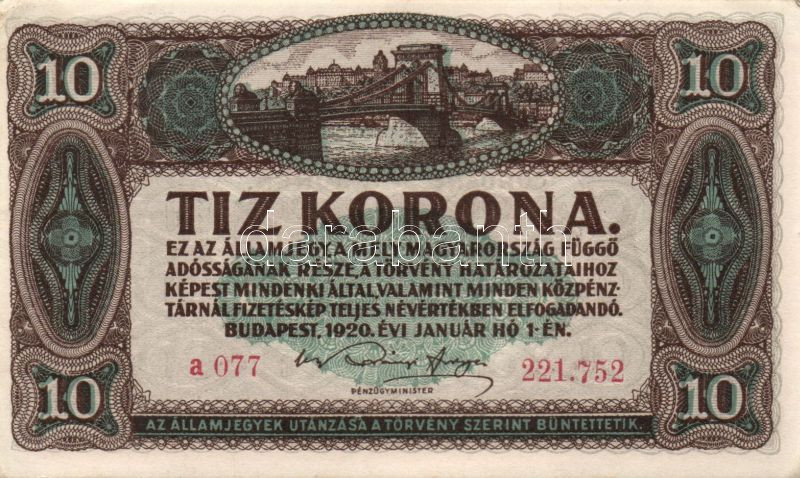 10 10
TIZ KORONA.
darabanth
EZ AZ ÁLLAMJEGY, A MELY MAGYARORSZÁG FÜGGŐ
ADÓSSÁGÁNAK RÉSZE, A TÖRVÉNY HATÁROZATAIHOZ
KÉPEST MINDENKI ÁLTAL, VALAMINT MINDEN KÖZPÉNZ-
TÁRNÁL FIZETÉSKÉP TELJES NÉVÉRTÉKBEN ELFOGADANDÓ.
BUDAPEST, 1920. ÉVI JANUÁR HÓ 1-ÉN.
a 077 221.752
PÉNZÜGYMINISTER
10 10
AZ ÁLLAMJEGYEK UTÁNZÁSA A TÖRVÉNY SZERINT BÜNTETTETIK.